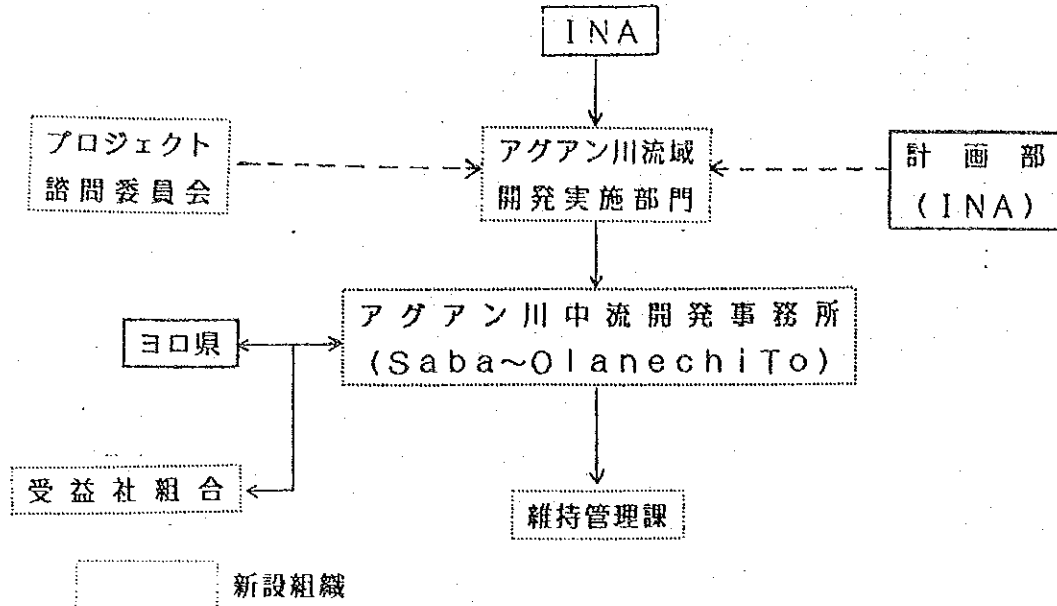 INA
プロジェクト
諮問委員会
アグアン川流域
開発実施部門
計画部
(INA)
ヨロ県
アグアン川中流開発事務所
(Saba~OlanechiTo)
受益社組合
維持管理課
新設組織